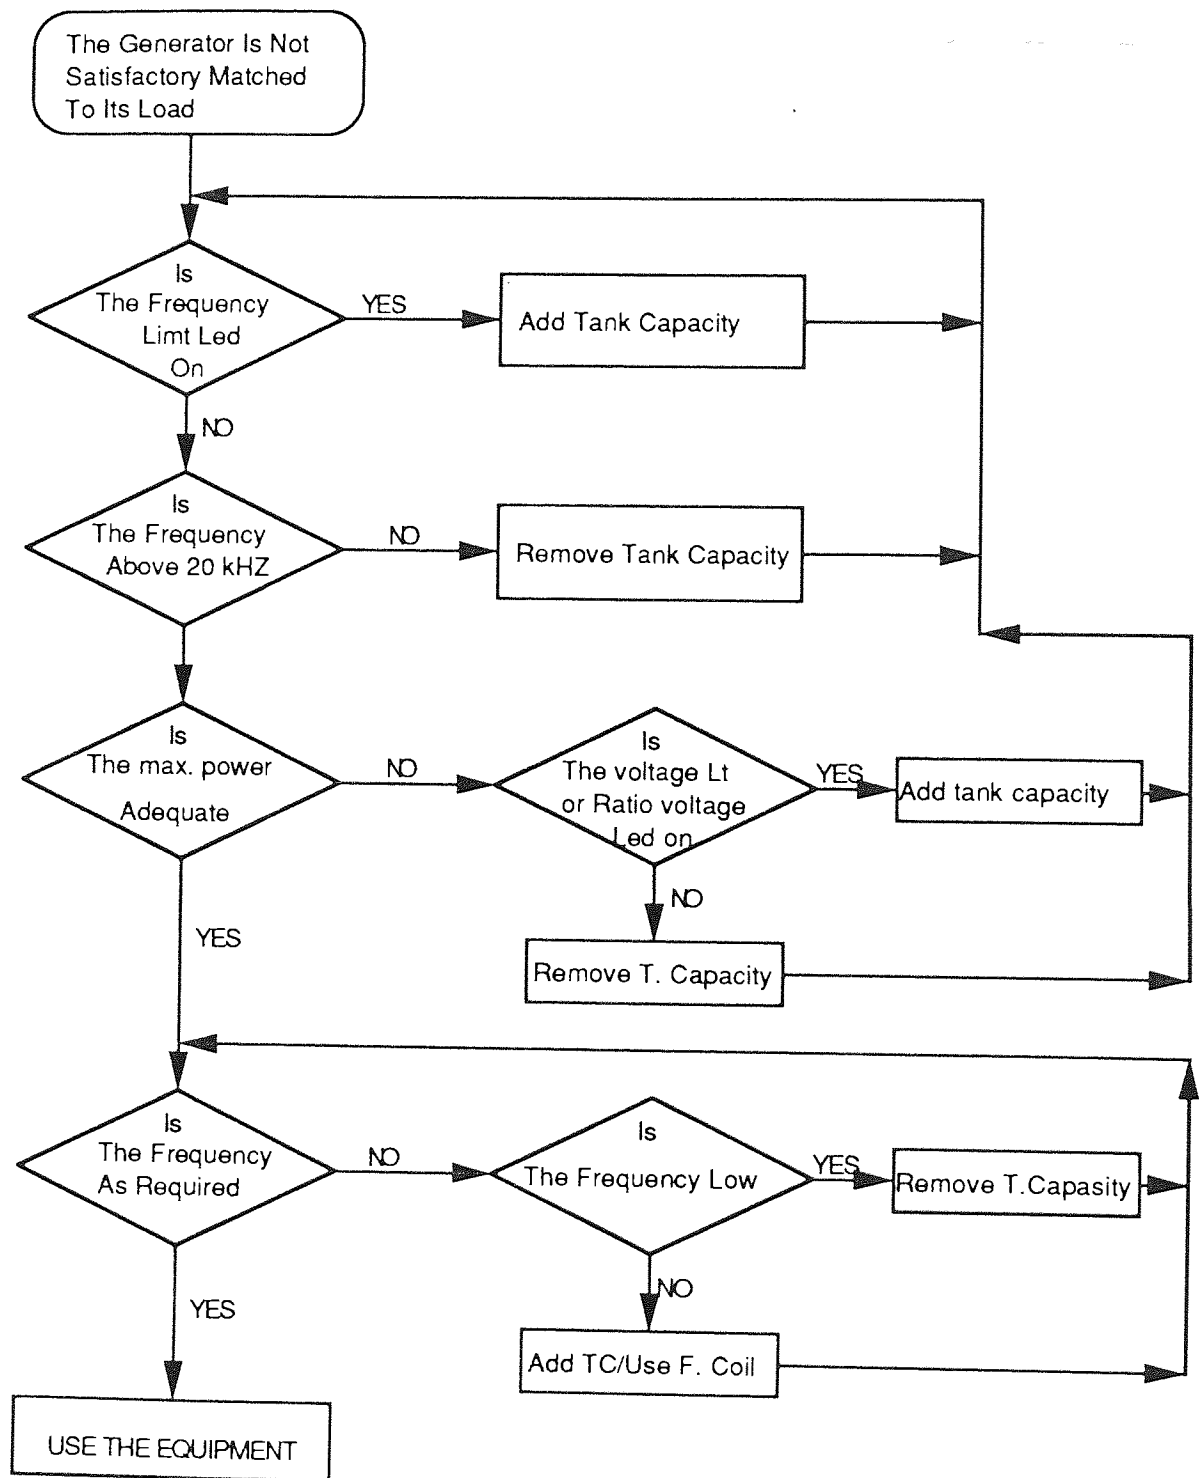 The Generator Is Not
Satisfactory Matched
To Its Load
Is
The Frequency
Limt Led
On
YES
Add Tank Capacity
NO
Is
The Frequency
Above 20 kHZ
NO
Remove Tank Capacity
Is
The max. power
Adequate
NO
Is
The voltage Lt
or Ratio voltage
Led on
YES
Add tank capacity
NO
Remove T. Capacity
YES
Is
The Frequency
As Required
NO
Is
The Frequency Low
YES
Remove T.Capasity
NO
Add TC/Use F. Coil
YES
USE THE EQUIPMENT